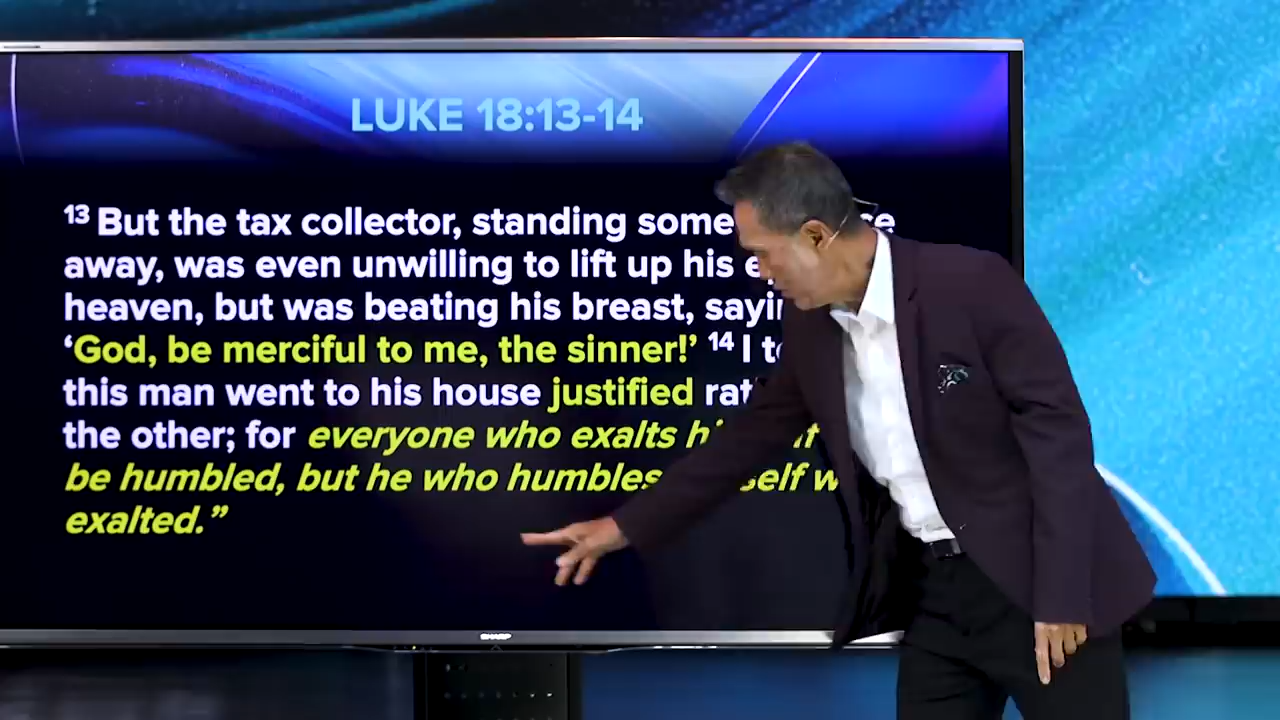 LUKE 18:13-14
13 But the tax collector, standing some
away, was even unwilling to lift up his
heaven, but was beating his breast,
‘God, be merciful to me, the sinner!’ 14 I
this man went to his house justified
the other; for everyone who exalts
be humbled, but he who humbles
exalted.”
SHARP